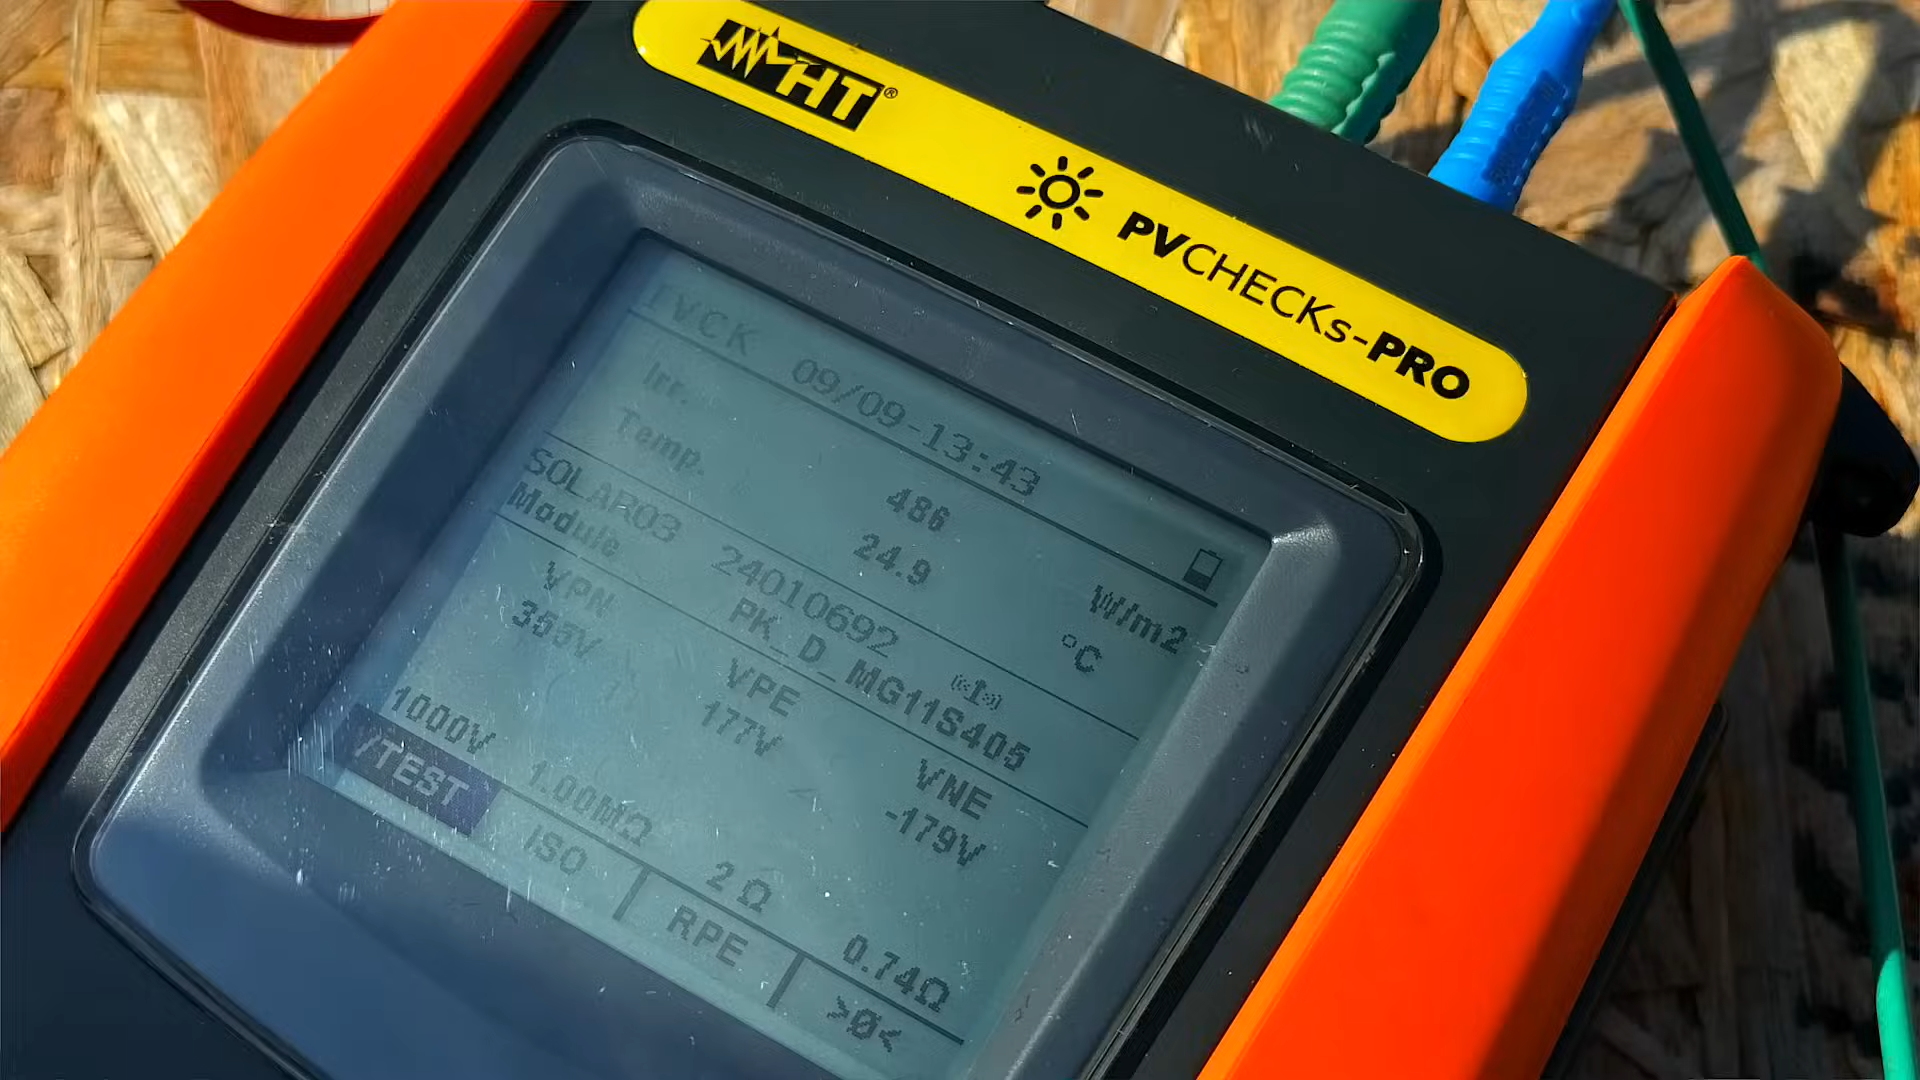 HT®
PVCHECKs-PRO
PVCK 09/09-13:43
Irr. 486 W/m2
Temp. 24.9 °C
SOLAR03 24010692
Module PK_D_MG11S405
VPN VPE VNE
355V 177V -179V
1000V 1.00MΩ 2Ω 0.74Ω
/TEST ISO RPE >0<